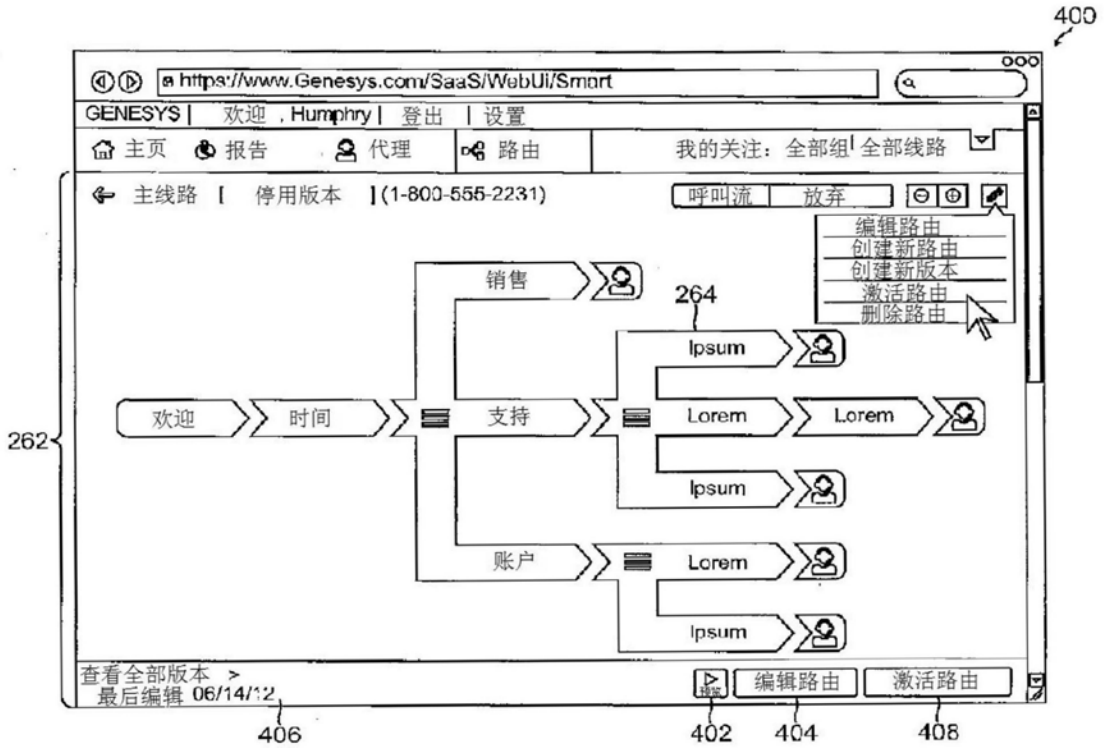 400
https://www.Genesys.com/SaaS/WebUI/Smart
GENESYS | 欢迎 , Humphry | 登出 | 设置
主页 报告 代理 路由 我的关注: 全部组 全部线路
主线路 [ 停用版本 ] (1-800-555-2231) 呼叫流 放弃
编辑路由
创建新路由
创建新版本
激活路由
删除路由
销售
264
Ipsum
欢迎 时间 支持 Lorem Lorem
262
Ipsum
账户 Lorem
Ipsum
查看全部版本 >
最后编辑 06/14/12
预览 编辑路由 激活路由
406 402 404 408